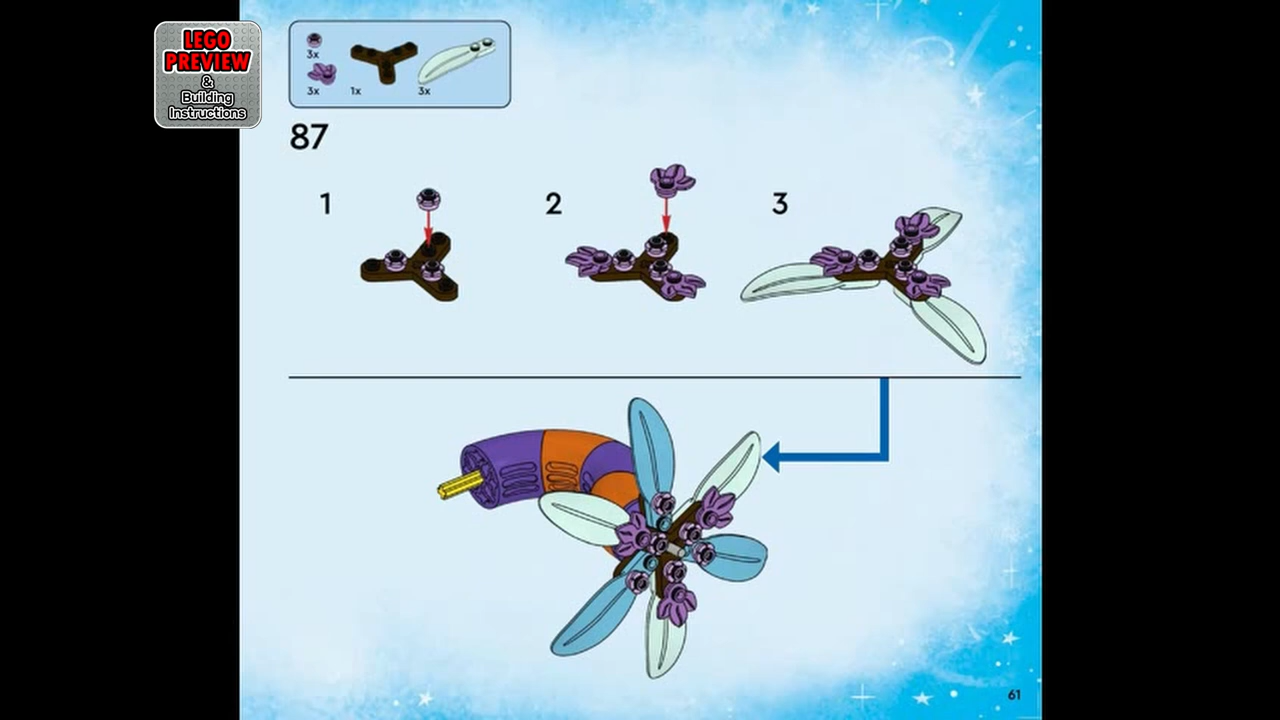 LEGO
PREVIEW
&
Building
Instructions
3x
3x
1x
3x
87
1
2
3
61